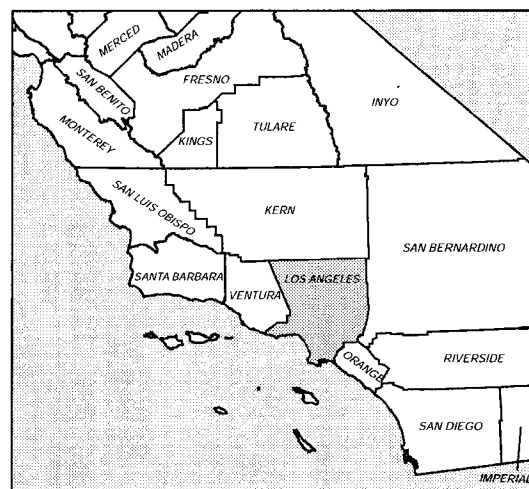 MERCED
MADERA
SAN BENITO
FRESNO
INYO
MONTEREY
KINGS
TULARE
SAN LUIS OBISPO
KERN
SAN BERNARDINO
SANTA BARBARA
VENTURA
LOS ANGELES
ORANGE
RIVERSIDE
SAN DIEGO
IMPERIAL